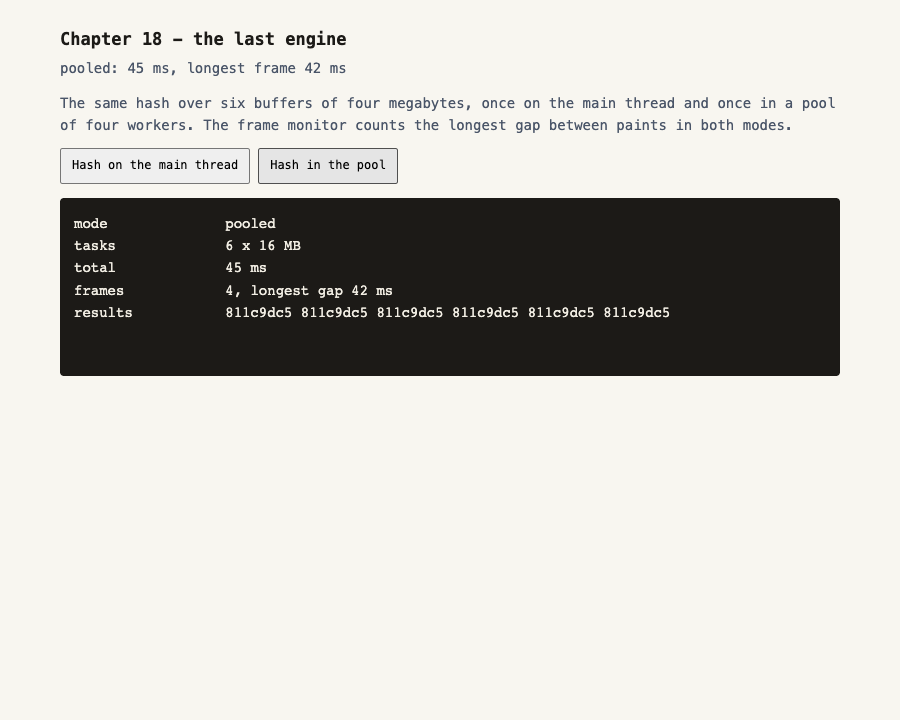 Chapter 18 — the last engine
pooled: 45 ms, longest frame 42 ms
The same hash over six buffers of four megabytes, once on the main thread and once in a pool
of four workers. The frame monitor counts the longest gap between paints in both modes.
Hash on the main thread Hash in the pool
mode pooled
tasks 6 x 16 MB
total 45 ms
frames 4, longest gap 42 ms
results 811c9dc5 811c9dc5 811c9dc5 811c9dc5 811c9dc5 811c9dc5